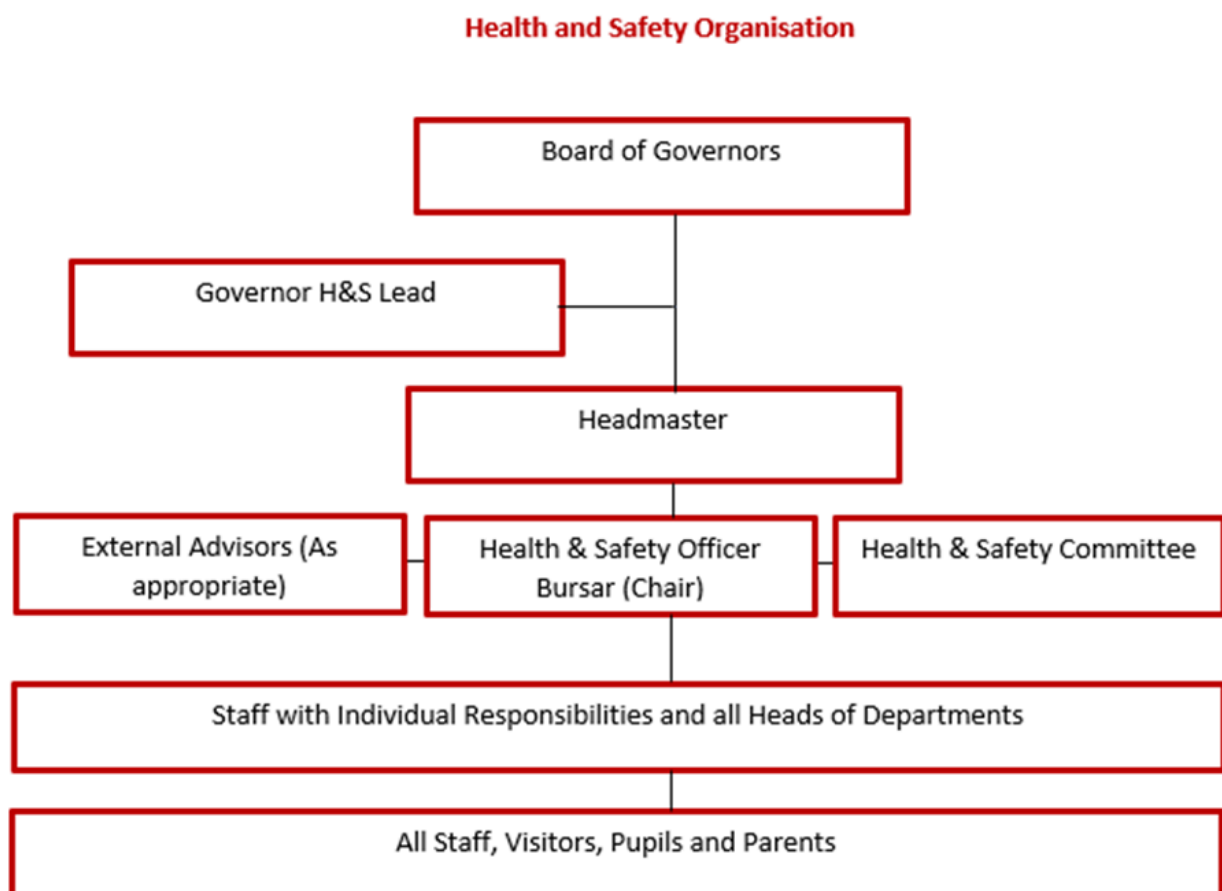 Health and Safety Organisation
Board of Governors
Governor H&S Lead
Headmaster
External Advisors (As
appropriate)
Health & Safety Officer
Bursar (Chair)
Health & Safety Committee
Staff with Individual Responsibilities and all Heads of Departments
All Staff, Visitors, Pupils and Parents